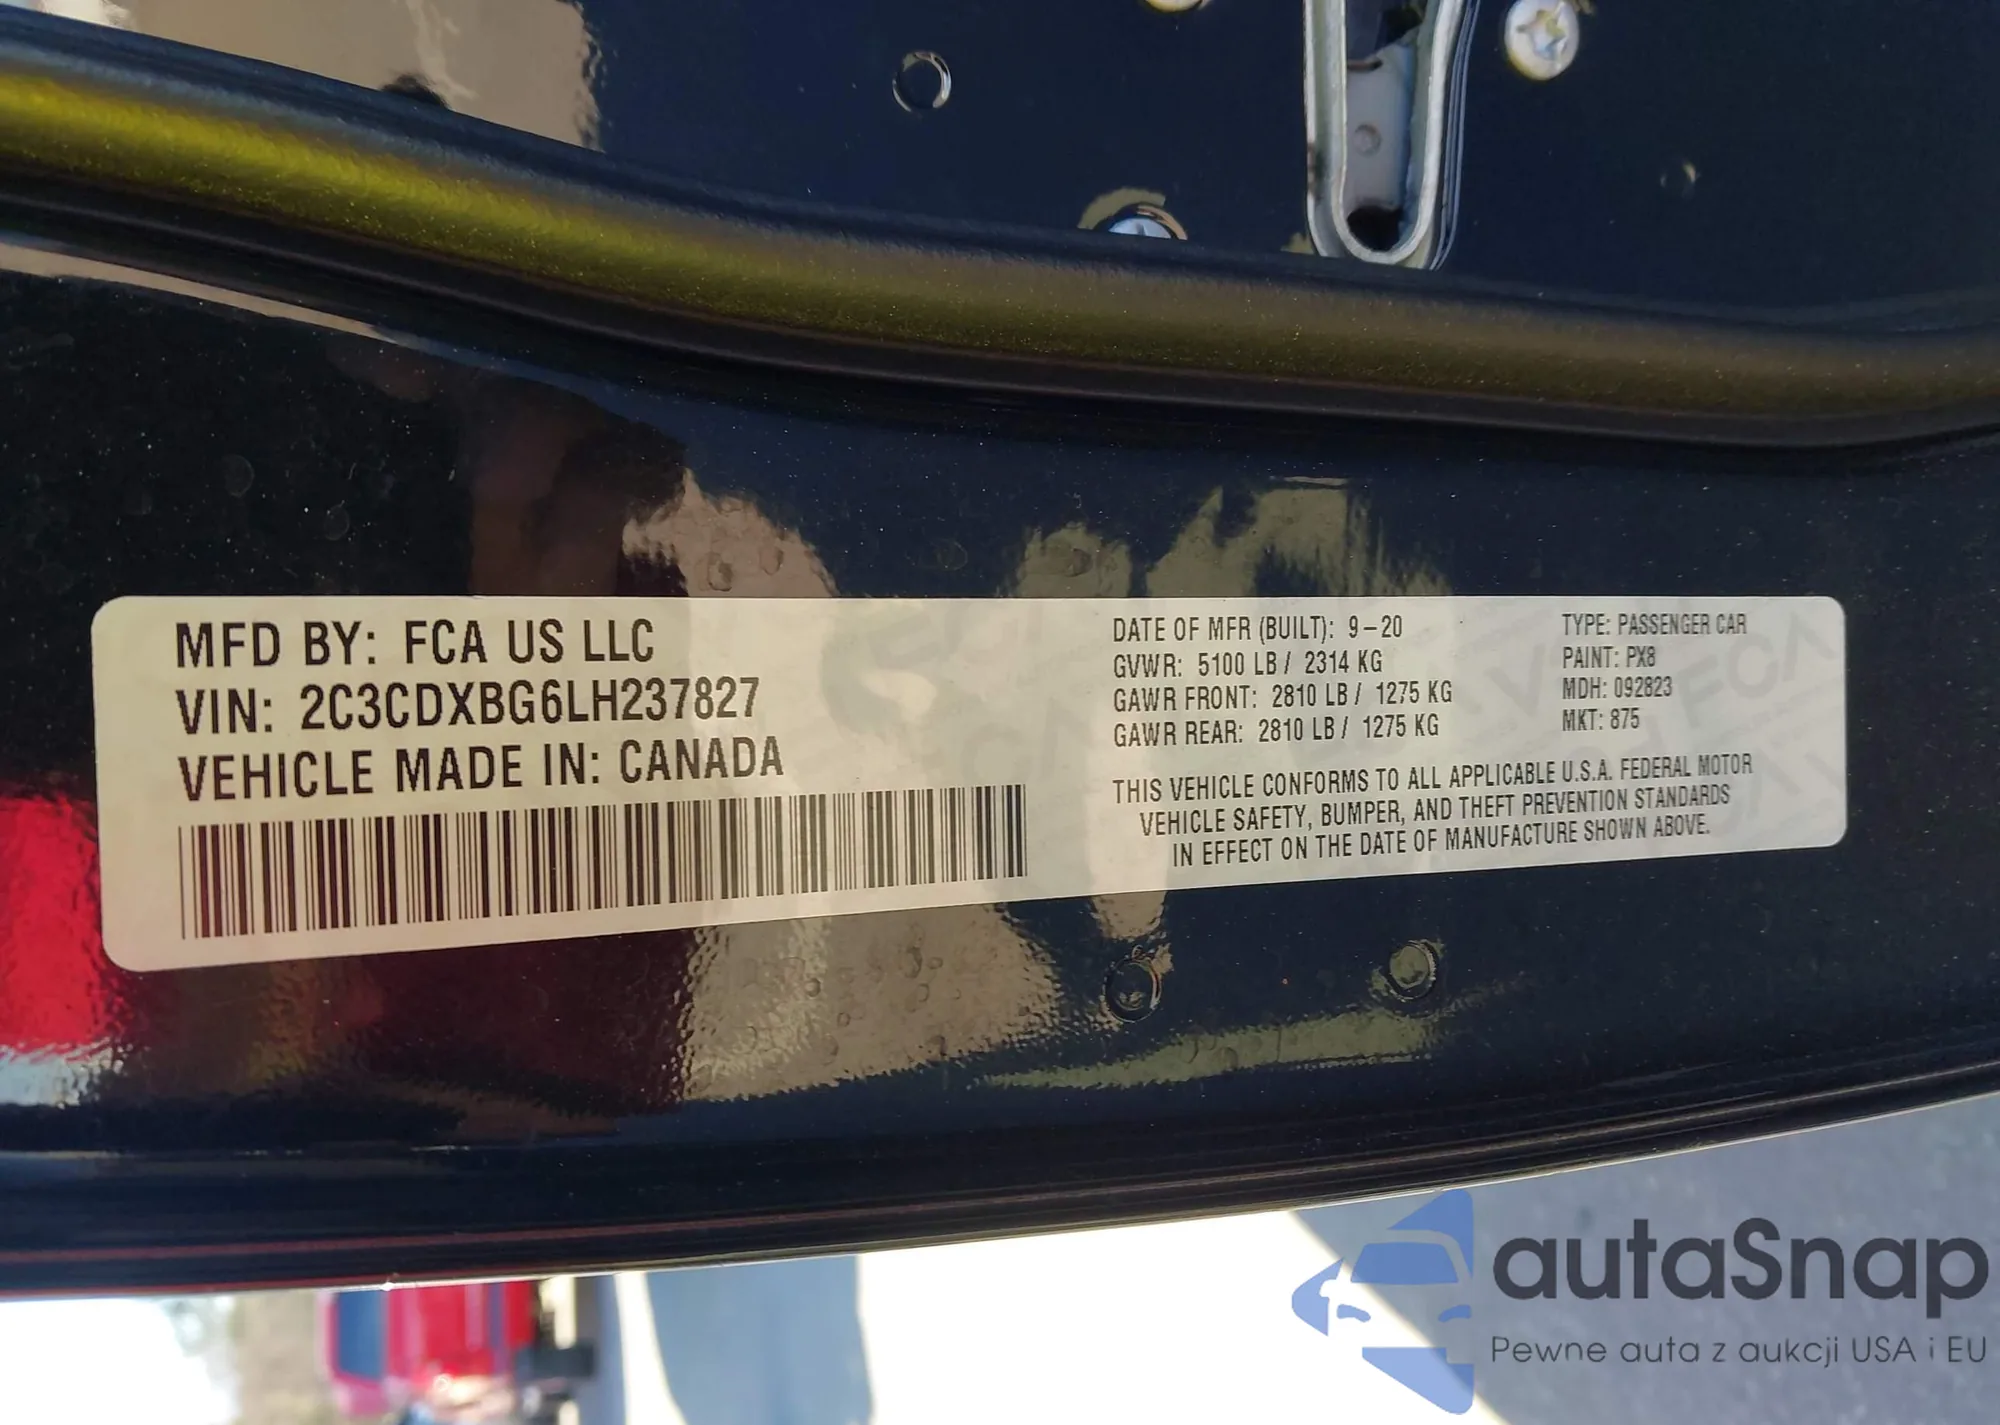 MFD BY: FCA US LLC
VIN: 2C3CDXBG6LH237827
VEHICLE MADE IN: CANADA
DATE OF MFR (BUILT): 9-20
GVWR: 5100 LB / 2314 KG
GAWR FRONT: 2810 LB / 1275 KG
GAWR REAR: 2810 LB / 1275 KG
TYPE: PASSENGER CAR
PAINT: PX8
MDH: 092823
MKT: 875
THIS VEHICLE CONFORMS TO ALL APPLICABLE U.S.A. FEDERAL MOTOR
VEHICLE SAFETY, BUMPER, AND THEFT PREVENTION STANDARDS
IN EFFECT ON THE DATE OF MANUFACTURE SHOWN ABOVE.
autaSnap
Pewne auta z aukcji USA i EU